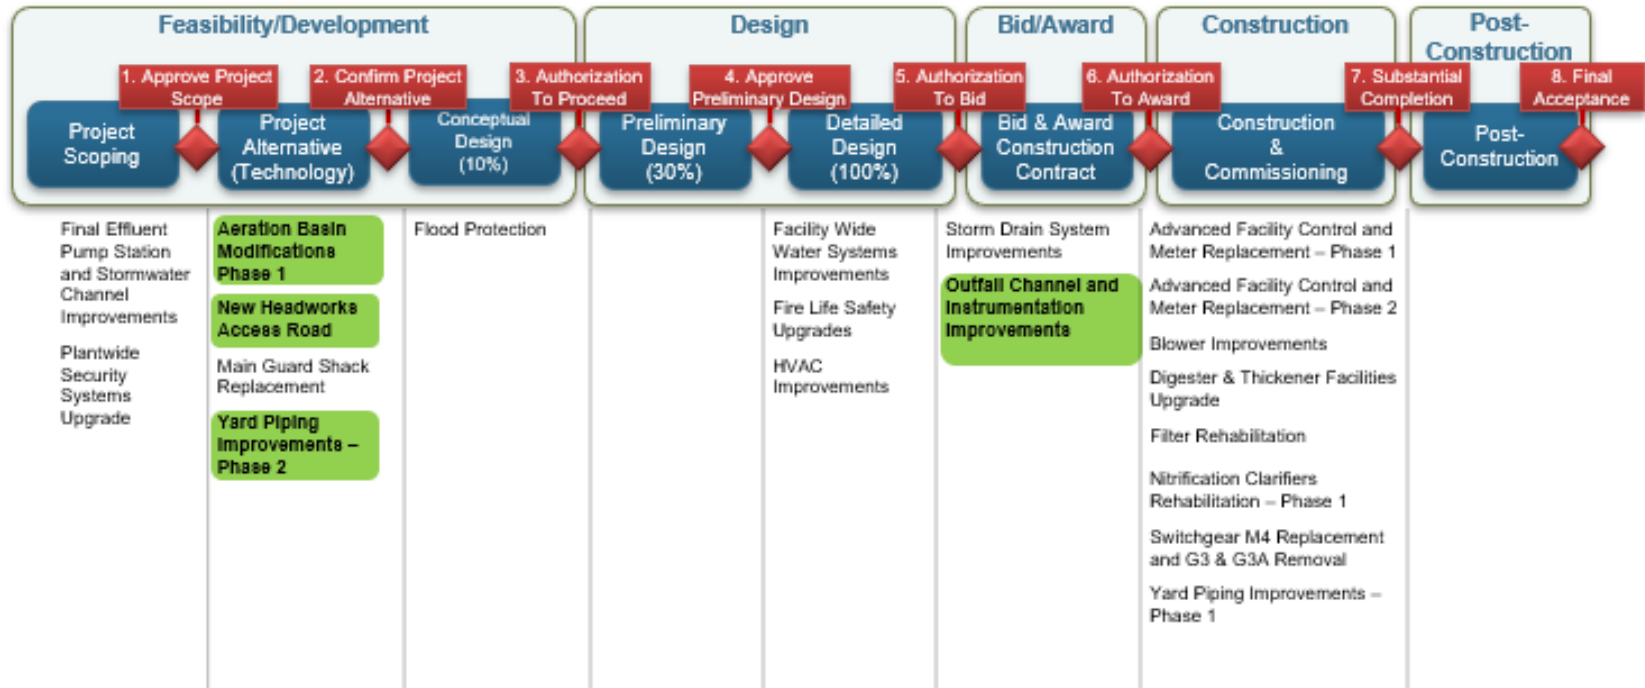 Feasibility/Development
Design
Bid/Award
Construction
Post-
Construction
1. Approve Project
Scope
2. Confirm Project
Alternative
3. Authorization
To Proceed
4. Approve
Preliminary Design
5. Authorization
To Bid
6. Authorization
To Award
7. Substantial
Completion
8. Final
Acceptance
Project
Scoping
Project
Alternative
(Technology)
Conceptual
Design
(10%)
Preliminary
Design
(30%)
Detailed
Design
(100%)
Bid & Award
Construction
Contract
Construction
&
Commissioning
Post-
Construction
Final Effluent
Pump Station
and Stormwater
Channel
Improvements
Plantwide
Security
Systems
Upgrade
Aeration Basin
Modifications
Phase 1
New Headworks
Access Road
Main Guard Shack
Replacement
Yard Piping
Improvements –
Phase 2
Flood Protection
Facility Wide
Water Systems
Improvements
Fire Life Safety
Upgrades
HVAC
Improvements
Storm Drain System
Improvements
Outfall Channel and
Instrumentation
Improvements
Advanced Facility Control and
Meter Replacement – Phase 1
Advanced Facility Control and
Meter Replacement – Phase 2
Blower Improvements
Digester & Thickener Facilities
Upgrade
Filter Rehabilitation
Nitrification Clarifiers
Rehabilitation – Phase 1
Switchgear M4 Replacement
and G3 & G3A Removal
Yard Piping Improvements –
Phase 1